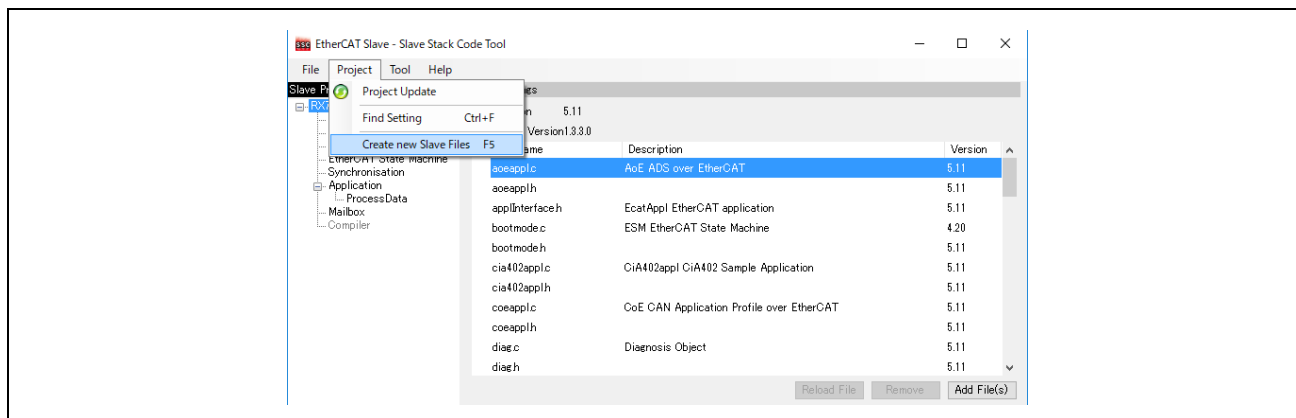 SSC EtherCAT Slave - Slave Stack Code Tool
File Project Tool Help
Project Update
Find Setting Ctrl+F
Create new Slave Files F5
5.11
Version1.3.3.0
Description Version
EtherCAT State Machine
Synchronisation
Application
ProcessData
Mailbox
Compiler
aoeappl.c AoE ADS over EtherCAT 5.11
aoeappl.h 5.11
applInterface.h EcatAppl EtherCAT application 5.11
bootmode.c ESM EtherCAT State Machine 4.20
bootmode.h 5.11
cia402appl.c CiA402appl CiA402 Sample Application 5.11
cia402appl.h 5.11
coeappl.c CoE CAN Application Profile over EtherCAT 5.11
coeappl.h 5.11
diag.c Diagnosis Object 5.11
diag.h 5.11
Reload File Remove Add File(s)